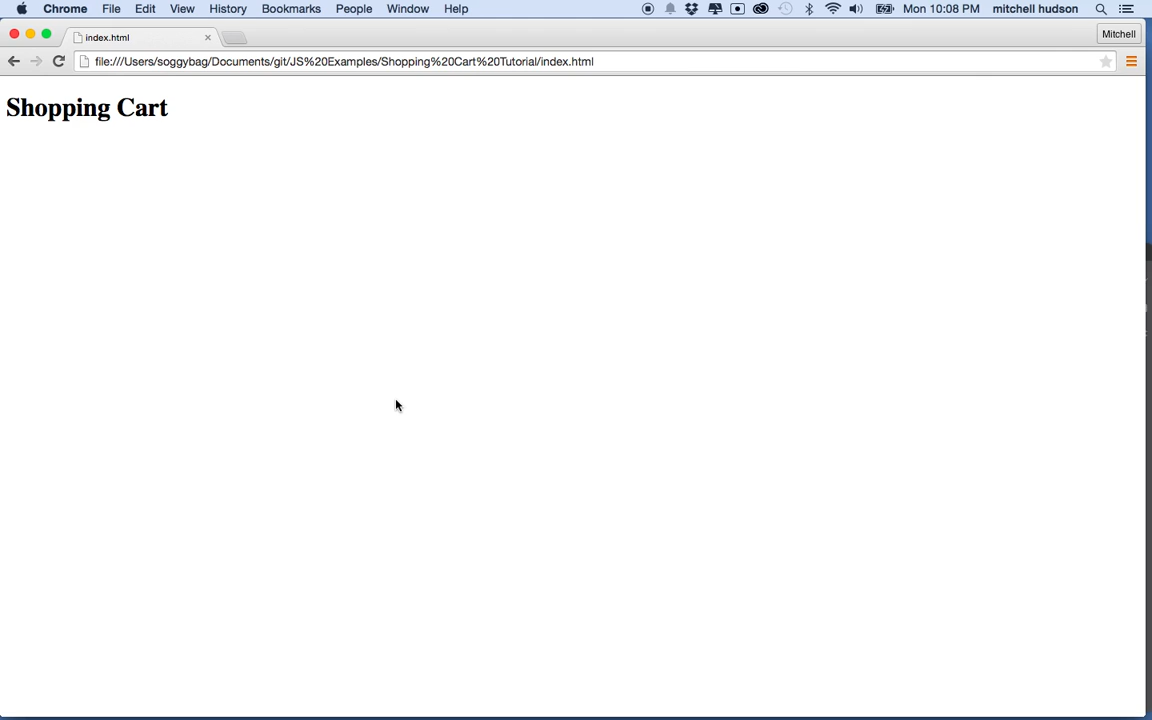 Chrome File Edit View History Bookmarks People Window Help Mon 10:08 PM mitchell hudson
index.html Mitchell
file:///Users/soggybag/Documents/git/JS%20Examples/Shopping%20Cart%20Tutorial/index.html
Shopping Cart